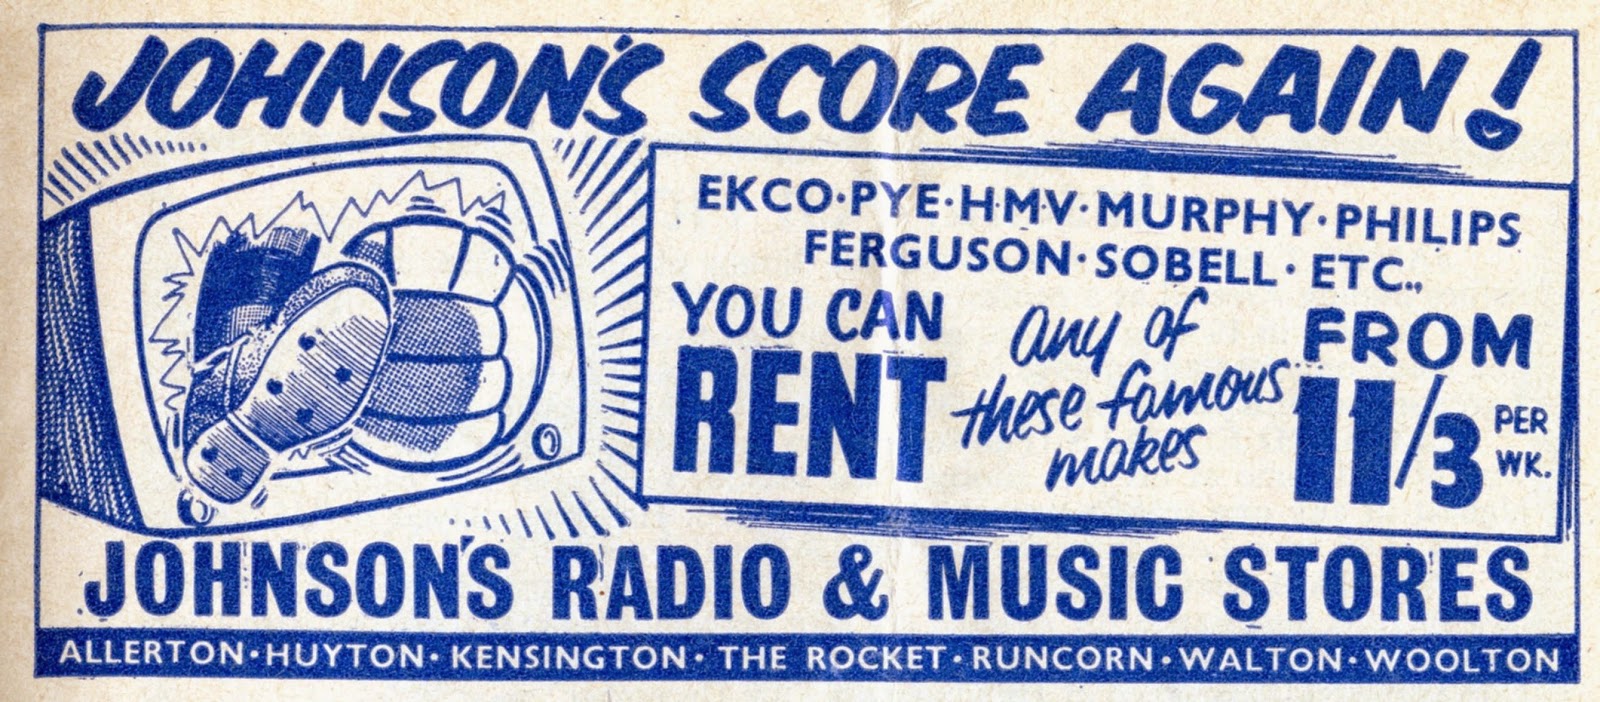 JOHNSON'S SCORE AGAIN!
EKCO·PYE·H·M·V·MURPHY·PHILIPS
FERGUSON·SOBELL·ETC..,
YOU CAN
RENT
any of
these famous
makes
FROM
11/3
PER
WK.
JOHNSON'S RADIO & MUSIC STORES
ALLERTON·HUYTON·KENSINGTON·THE ROCKET·RUNCORN·WALTON·WOOLTON